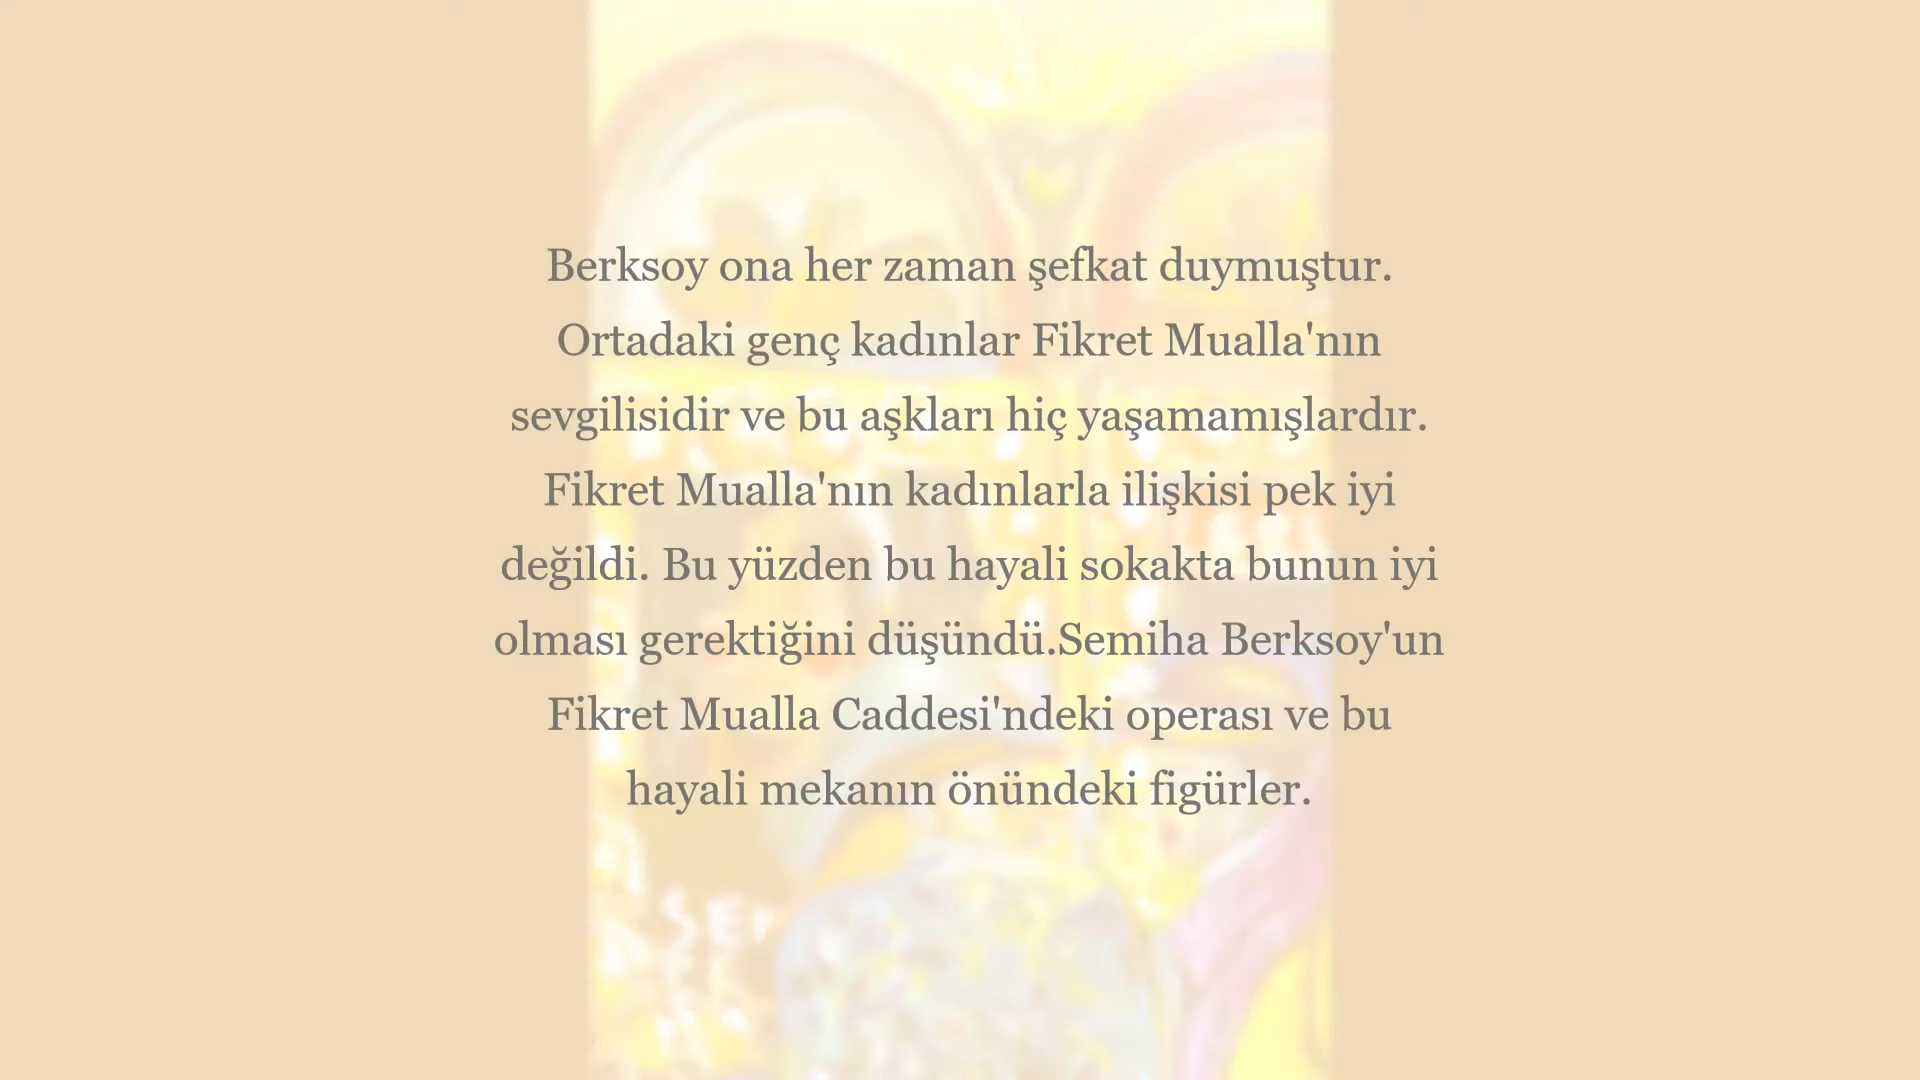 Berksoy ona her zaman şefkat duymuştur.
Ortadaki genç kadınlar Fikret Mualla'nın
sevgilisidir ve bu aşkları hiç yaşamamışlardır.
Fikret Mualla'nın kadınlarla ilişkisi pek iyi
değildi. Bu yüzden bu hayali sokakta bunun iyi
olması gerektiğini düşündü.Semiha Berksoy'un
Fikret Mualla Caddesi'ndeki operası ve bu
hayali mekanın önündeki figürler.